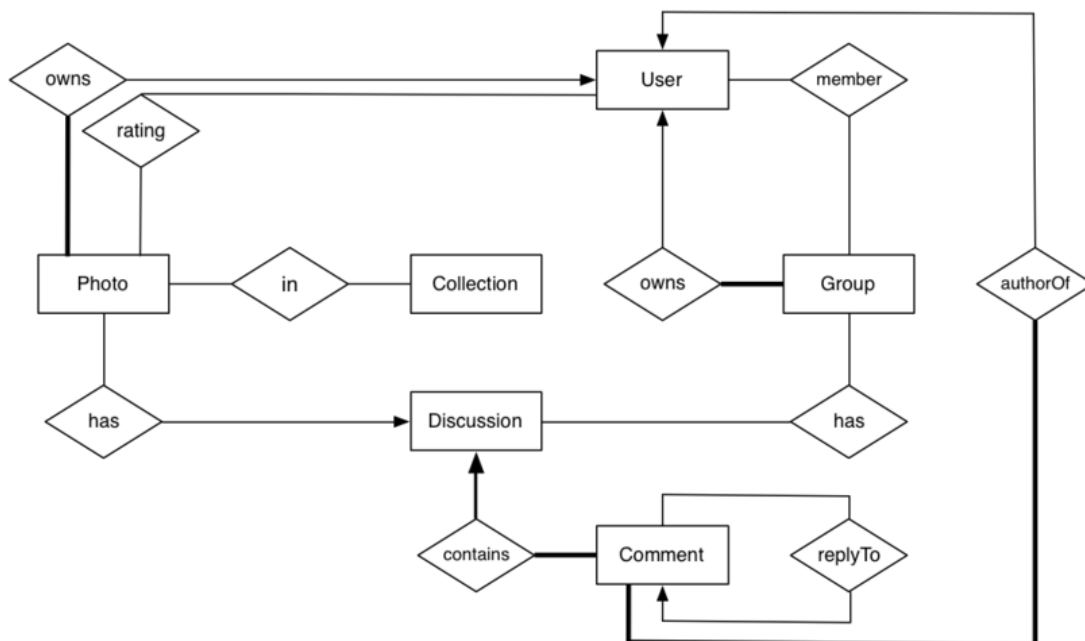 owns
User
member
rating
Photo
in
Collection
owns
Group
authorOf
has
Discussion
has
contains
Comment
replyTo